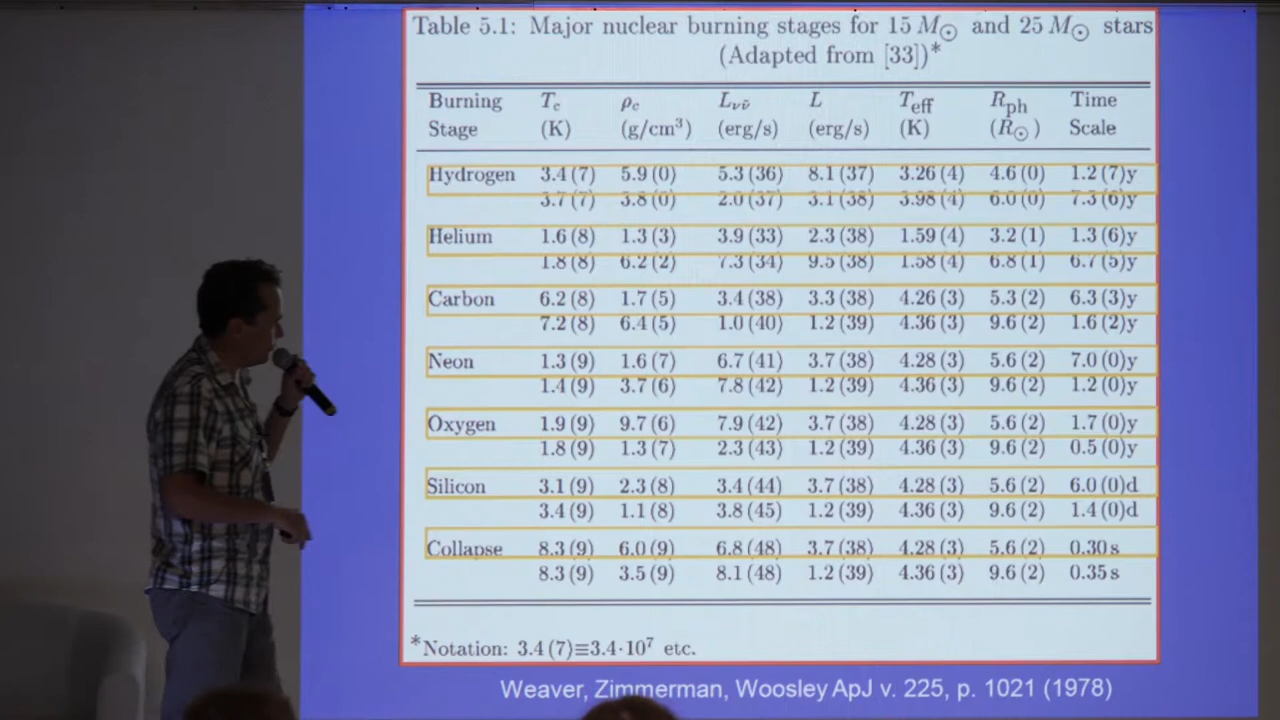 Table 5.1: Major nuclear burning stages for 15 M☉ and 25 M☉ stars
(Adapted from [33])*
Burning Tc ρc Lνν̄ L Teff Rph Time
Stage (K) (g/cm³) (erg/s) (erg/s) (K) (R☉) Scale
Hydrogen 3.4 (7) 5.9 (0) 5.3 (36) 8.1 (37) 3.26 (4) 4.6 (0) 1.2 (7)y
3.7 (7) 3.8 (0) 2.0 (37) 3.1 (38) 3.98 (4) 6.0 (0) 7.3 (6)y
Helium 1.6 (8) 1.3 (3) 3.9 (33) 2.3 (38) 1.59 (4) 3.2 (1) 1.3 (6)y
1.8 (8) 6.2 (2) 7.3 (34) 9.5 (38) 1.58 (4) 6.8 (1) 6.7 (5)y
Carbon 6.2 (8) 1.7 (5) 3.4 (38) 3.3 (38) 4.26 (3) 5.3 (2) 6.3 (3)y
7.2 (8) 6.4 (5) 1.0 (40) 1.2 (39) 4.36 (3) 9.6 (2) 1.6 (2)y
Neon 1.3 (9) 1.6 (7) 6.7 (41) 3.7 (38) 4.28 (3) 5.6 (2) 7.0 (0)y
1.4 (9) 3.7 (6) 7.8 (42) 1.2 (39) 4.36 (3) 9.6 (2) 1.2 (0)y
Oxygen 1.9 (9) 9.7 (6) 7.9 (42) 3.7 (38) 4.28 (3) 5.6 (2) 1.7 (0)y
1.8 (9) 1.3 (7) 2.3 (43) 1.2 (39) 4.36 (3) 9.6 (2) 0.5 (0)y
Silicon 3.1 (9) 2.3 (8) 3.4 (44) 3.7 (38) 4.28 (3) 5.6 (2) 6.0 (0)d
3.4 (9) 1.1 (8) 3.8 (45) 1.2 (39) 4.36 (3) 9.6 (2) 1.4 (0)d
Collapse 8.3 (9) 6.0 (9) 6.8 (48) 3.7 (38) 4.28 (3) 5.6 (2) 0.30 s
8.3 (9) 3.5 (9) 8.1 (48) 1.2 (39) 4.36 (3) 9.6 (2) 0.35 s
*Notation: 3.4 (7)≡3.4·10⁷ etc.
Weaver, Zimmerman, Woosley ApJ v. 225, p. 1021 (1978)